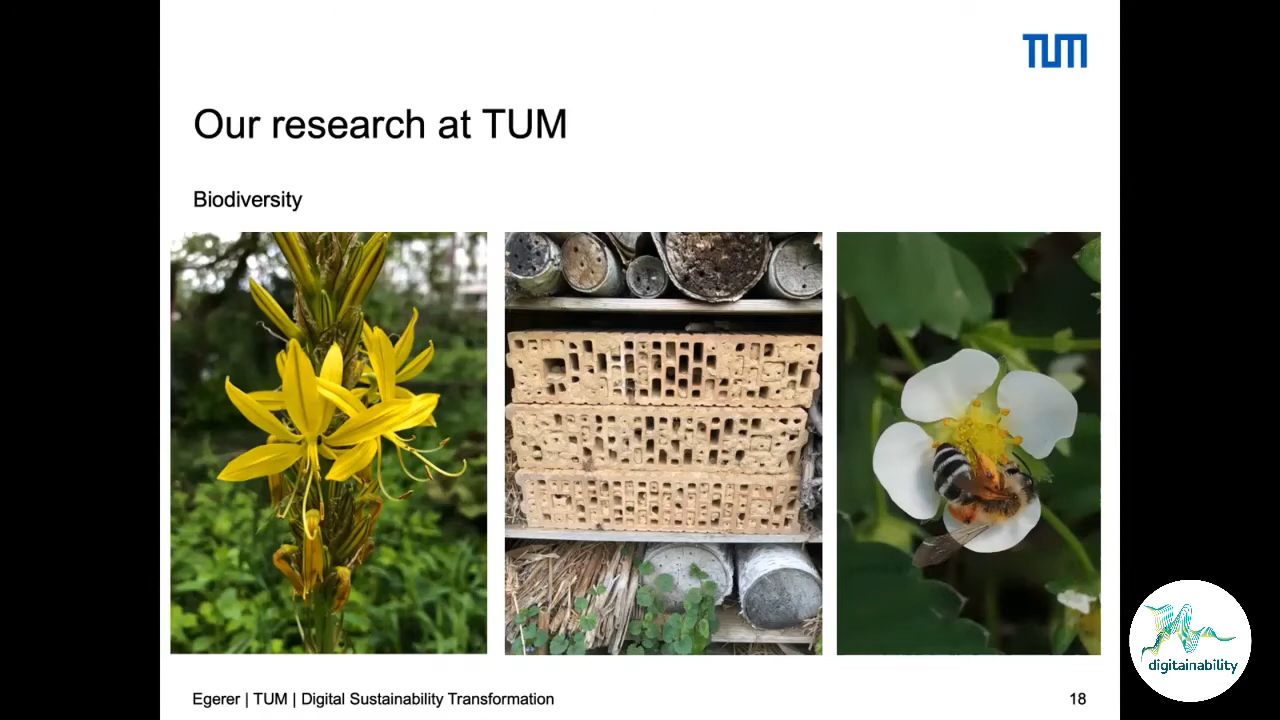 TUM
Our research at TUM
Biodiversity
Egerer | TUM | Digital Sustainability Transformation
18
digitainability